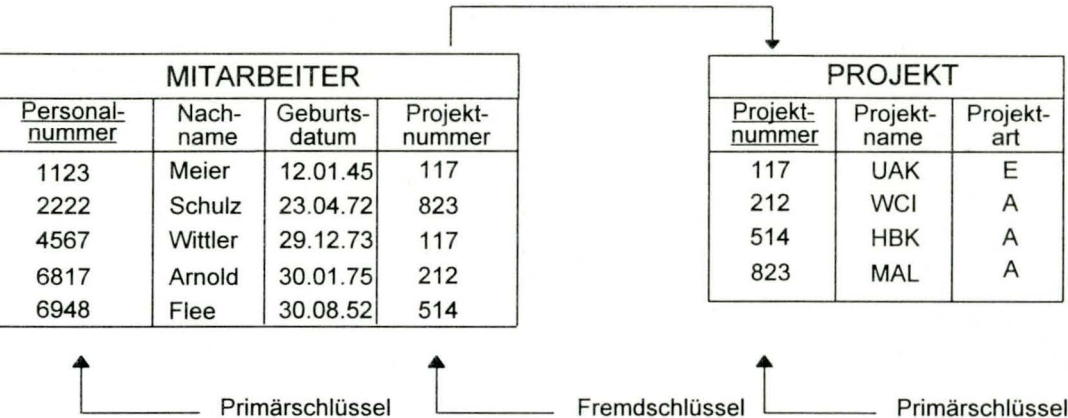 MITARBEITER
Personal-
nummer
Nach-
name
Geburts-
datum
Projekt-
nummer
1123 Meier 12.01.45 117
2222 Schulz 23.04.72 823
4567 Wittler 29.12.73 117
6817 Arnold 30.01.75 212
6948 Flee 30.08.52 514
PROJEKT
Projekt-
nummer
Projekt-
name
Projekt-
art
117 UAK E
212 WCI A
514 HBK A
823 MAL A
Primärschlüssel Fremdschlüssel Primärschlüssel